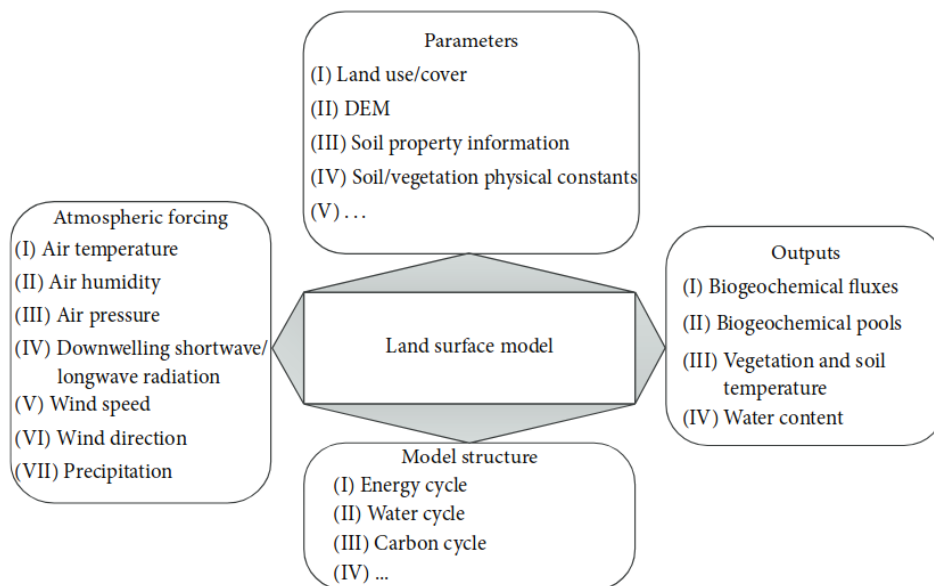 Parameters
(I) Land use/cover
(II) DEM
(III) Soil property information
(IV) Soil/vegetation physical constants
(V) . . .
Atmospheric forcing
(I) Air temperature
(II) Air humidity
(III) Air pressure
(IV) Downwelling shortwave/
longwave radiation
(V) Wind speed
(VI) Wind direction
(VII) Precipitation
Land surface model
Outputs
(I) Biogeochemical fluxes
(II) Biogeochemical pools
(III) Vegetation and soil
temperature
(IV) Water content
Model structure
(I) Energy cycle
(II) Water cycle
(III) Carbon cycle
(IV) ...